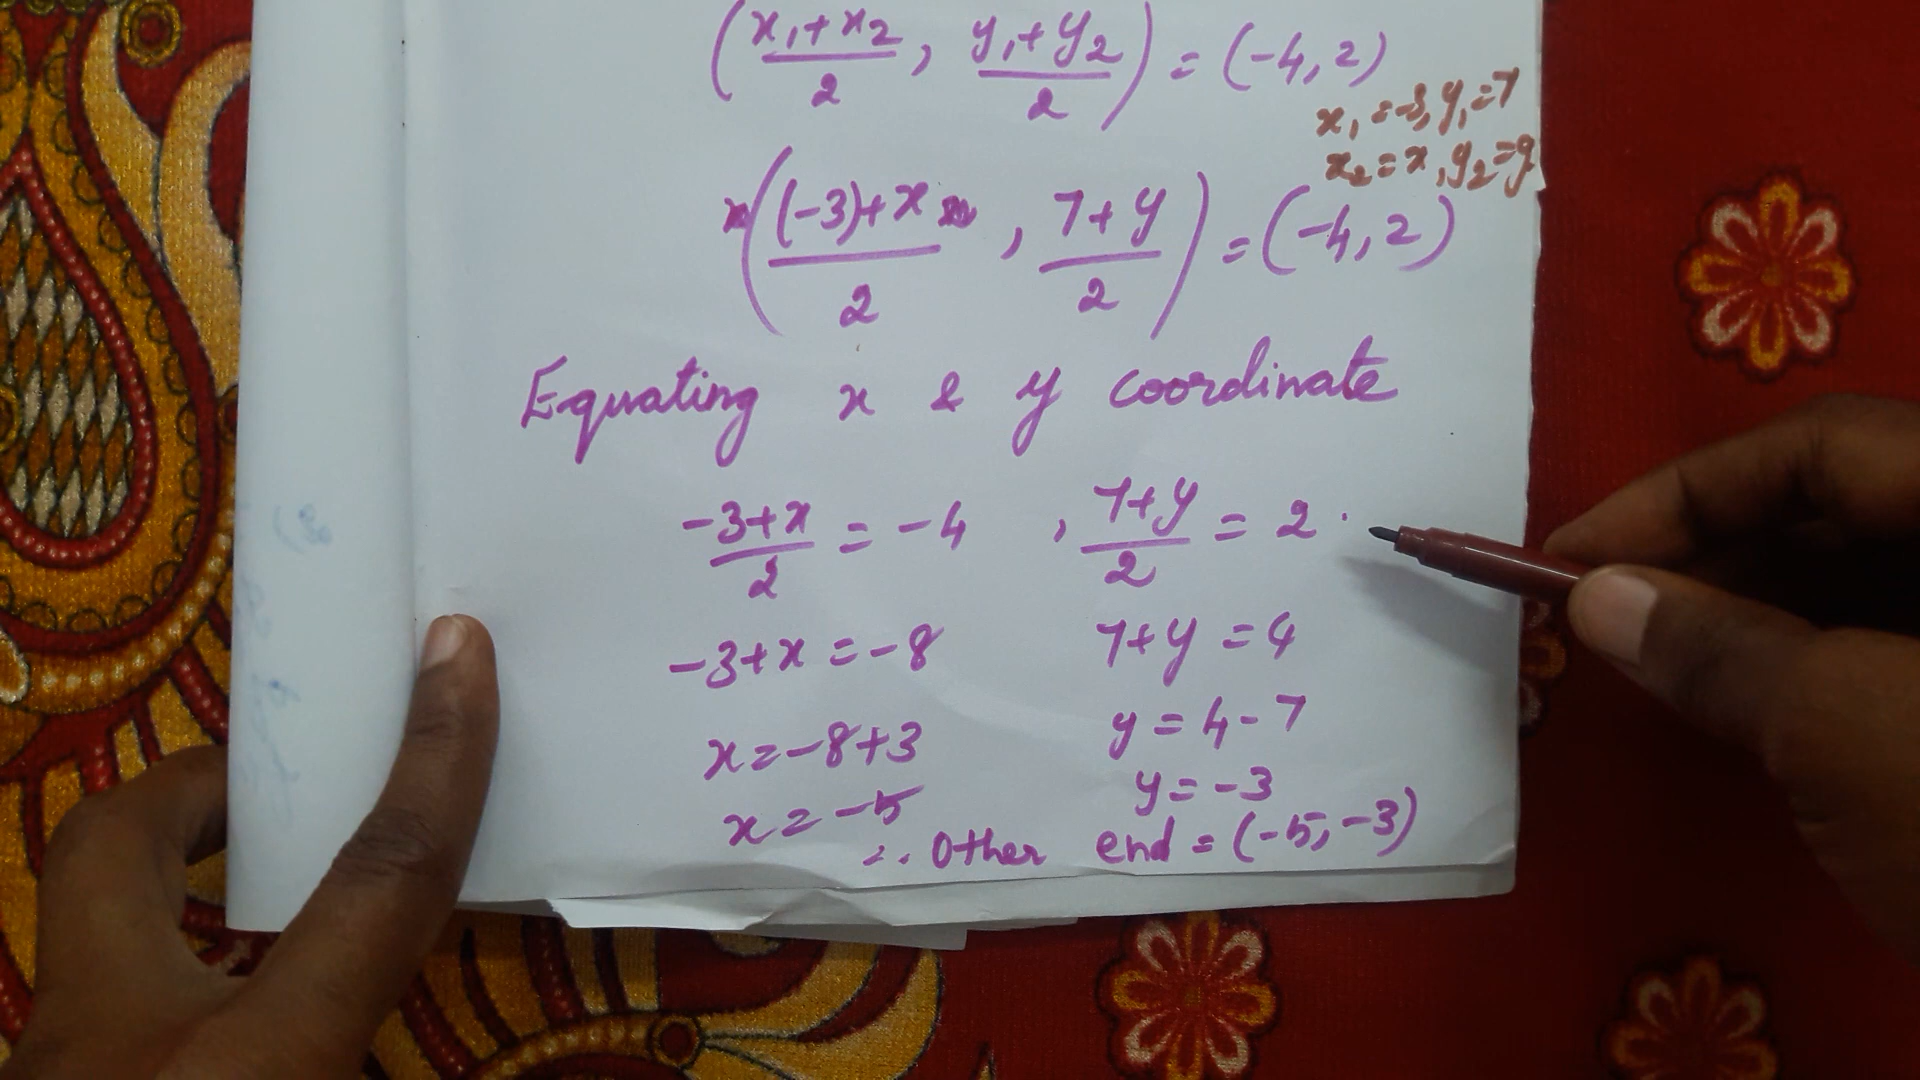 (x₁+x₂/2, y₁+y₂/2) = (-4, 2)
x₁=-3, y₁=7
x₂=x, y₂=y
((-3)+x/2, 7+y/2) = (-4, 2)
Equating x & y coordinate
-3+x/2 = -4 , 7+y/2 = 2
-3+x = -8 7+y = 4
x = -8+3 y = 4-7
x = -5 y = -3
∴ Other end = (-5, -3)